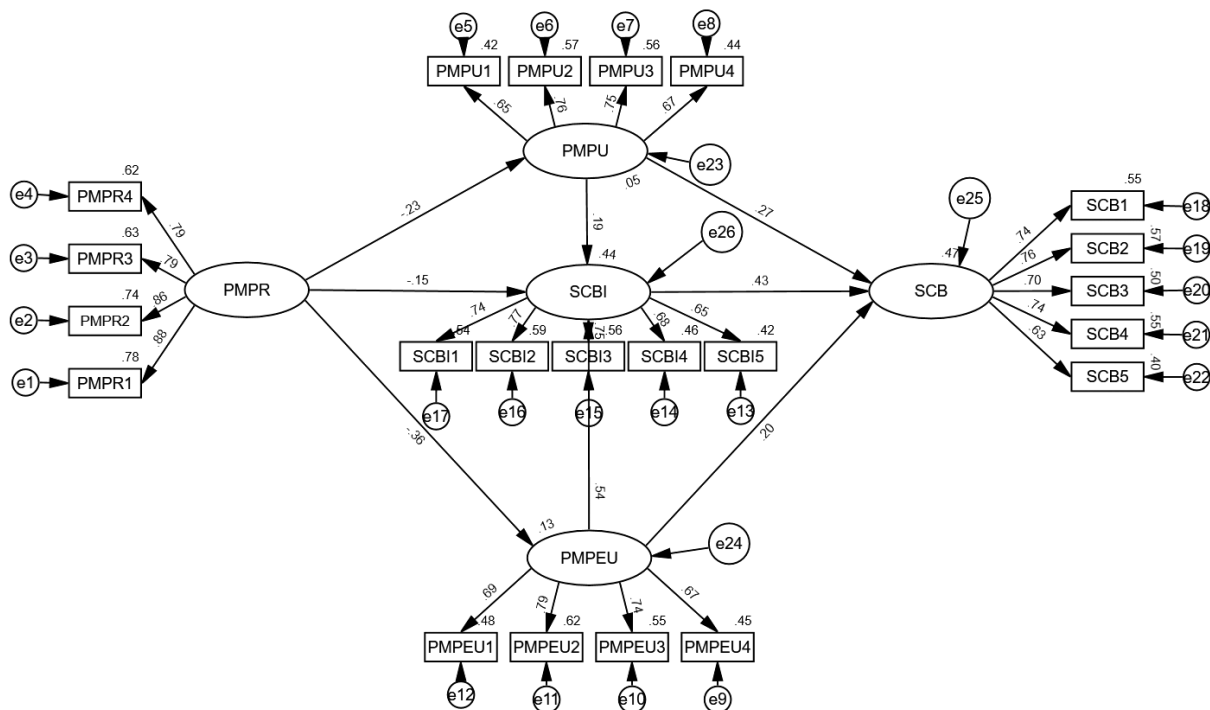 e5 e6 e7 e8
.42 .57 .56 .44
PMPU1 PMPU2 PMPU3 PMPU4
.65 .76 .75 .67
PMPU
e23
.05
.62
e4 PMPR4
.79
.63
e3 PMPR3
.79
.74
e2 PMPR2
.86
.78
e1 PMPR1
.88
PMPR
-.23
-.15
-.36
.19
.27
e26
.44
SCBI
.43
.74 .77 .75 .68 .65
.54 .59 .56 .46 .42
SCBI1 SCBI2 SCBI3 SCBI4 SCBI5
e17 e16 e15 e14 e13
.54
.20
e25
.47
SCB
.55
.74 SCB1 e18
.57
.76 SCB2 e19
.50
.70 SCB3 e20
.55
.74 SCB4 e21
.40
.63 SCB5 e22
.13
PMPEU
e24
.69 .79 .74 .67
.48 .62 .55 .45
PMPEU1 PMPEU2 PMPEU3 PMPEU4
e12 e11 e10 e9